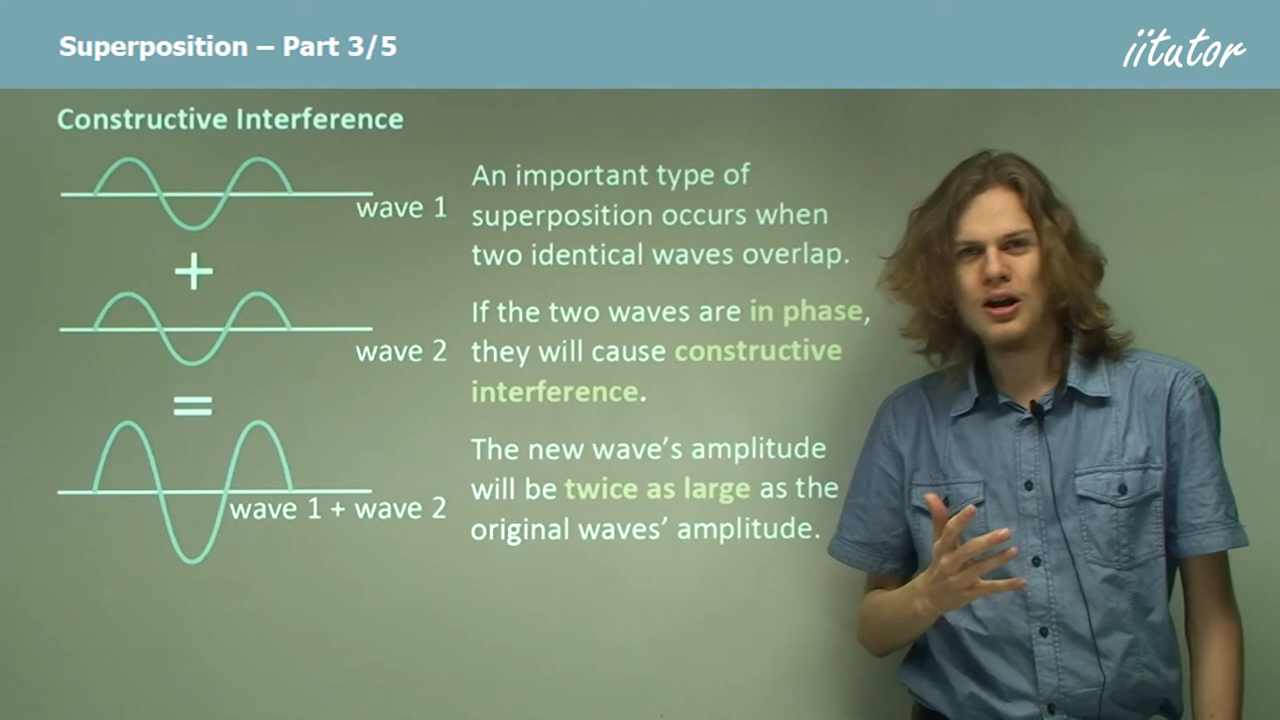 Superposition – Part 3/5
iitutor
Constructive Interference
wave 1
+
wave 2
=
wave 1 + wave 2
An important type of
superposition occurs when
two identical waves overlap.
If the two waves are in phase,
they will cause constructive
interference.
The new wave's amplitude
will be twice as large as the
original waves' amplitude.